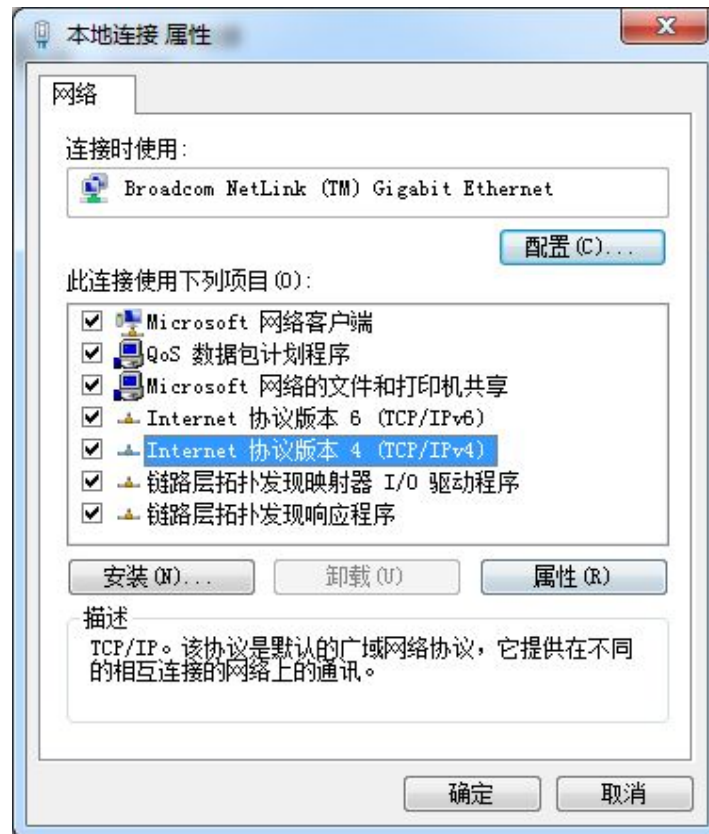 本地连接 属性
网络
连接时使用:
Broadcom NetLink (TM) Gigabit Ethernet
配置(C)...
此连接使用下列项目(O):
Microsoft 网络客户端
QoS 数据包计划程序
Microsoft 网络的文件和打印机共享
Internet 协议版本 6 (TCP/IPv6)
Internet 协议版本 4 (TCP/IPv4)
链路层拓扑发现映射器 I/O 驱动程序
链路层拓扑发现响应程序
安装(N)... 卸载(U) 属性(R)
描述
TCP/IP。该协议是默认的广域网络协议，它提供在不同
的相互连接的网络上的通讯。
确定 取消